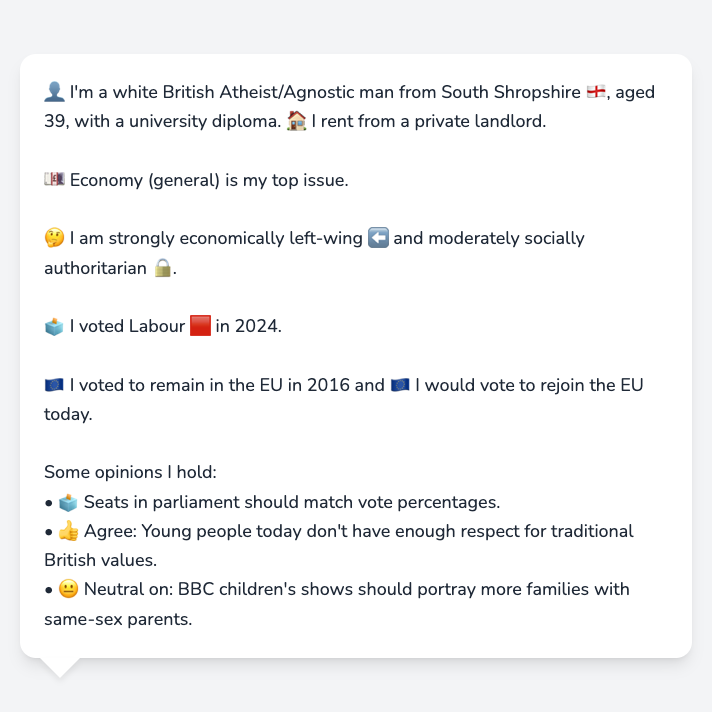 👤 I'm a white British Atheist/Agnostic man from South Shropshire 🏴󠁧󠁢󠁥󠁮󠁧󠁿, aged
39, with a university diploma. 🏠 I rent from a private landlord.
💷 Economy (general) is my top issue.
🤔 I am strongly economically left-wing ⬅️ and moderately socially
authoritarian 🔒.
🗳️ I voted Labour 🟥 in 2024.
🇪🇺 I voted to remain in the EU in 2016 and 🇪🇺 I would vote to rejoin the EU
today.
Some opinions I hold:
• 🗳️ Seats in parliament should match vote percentages.
• 👍 Agree: Young people today don't have enough respect for traditional
British values.
• 😐 Neutral on: BBC children's shows should portray more families with
same-sex parents.